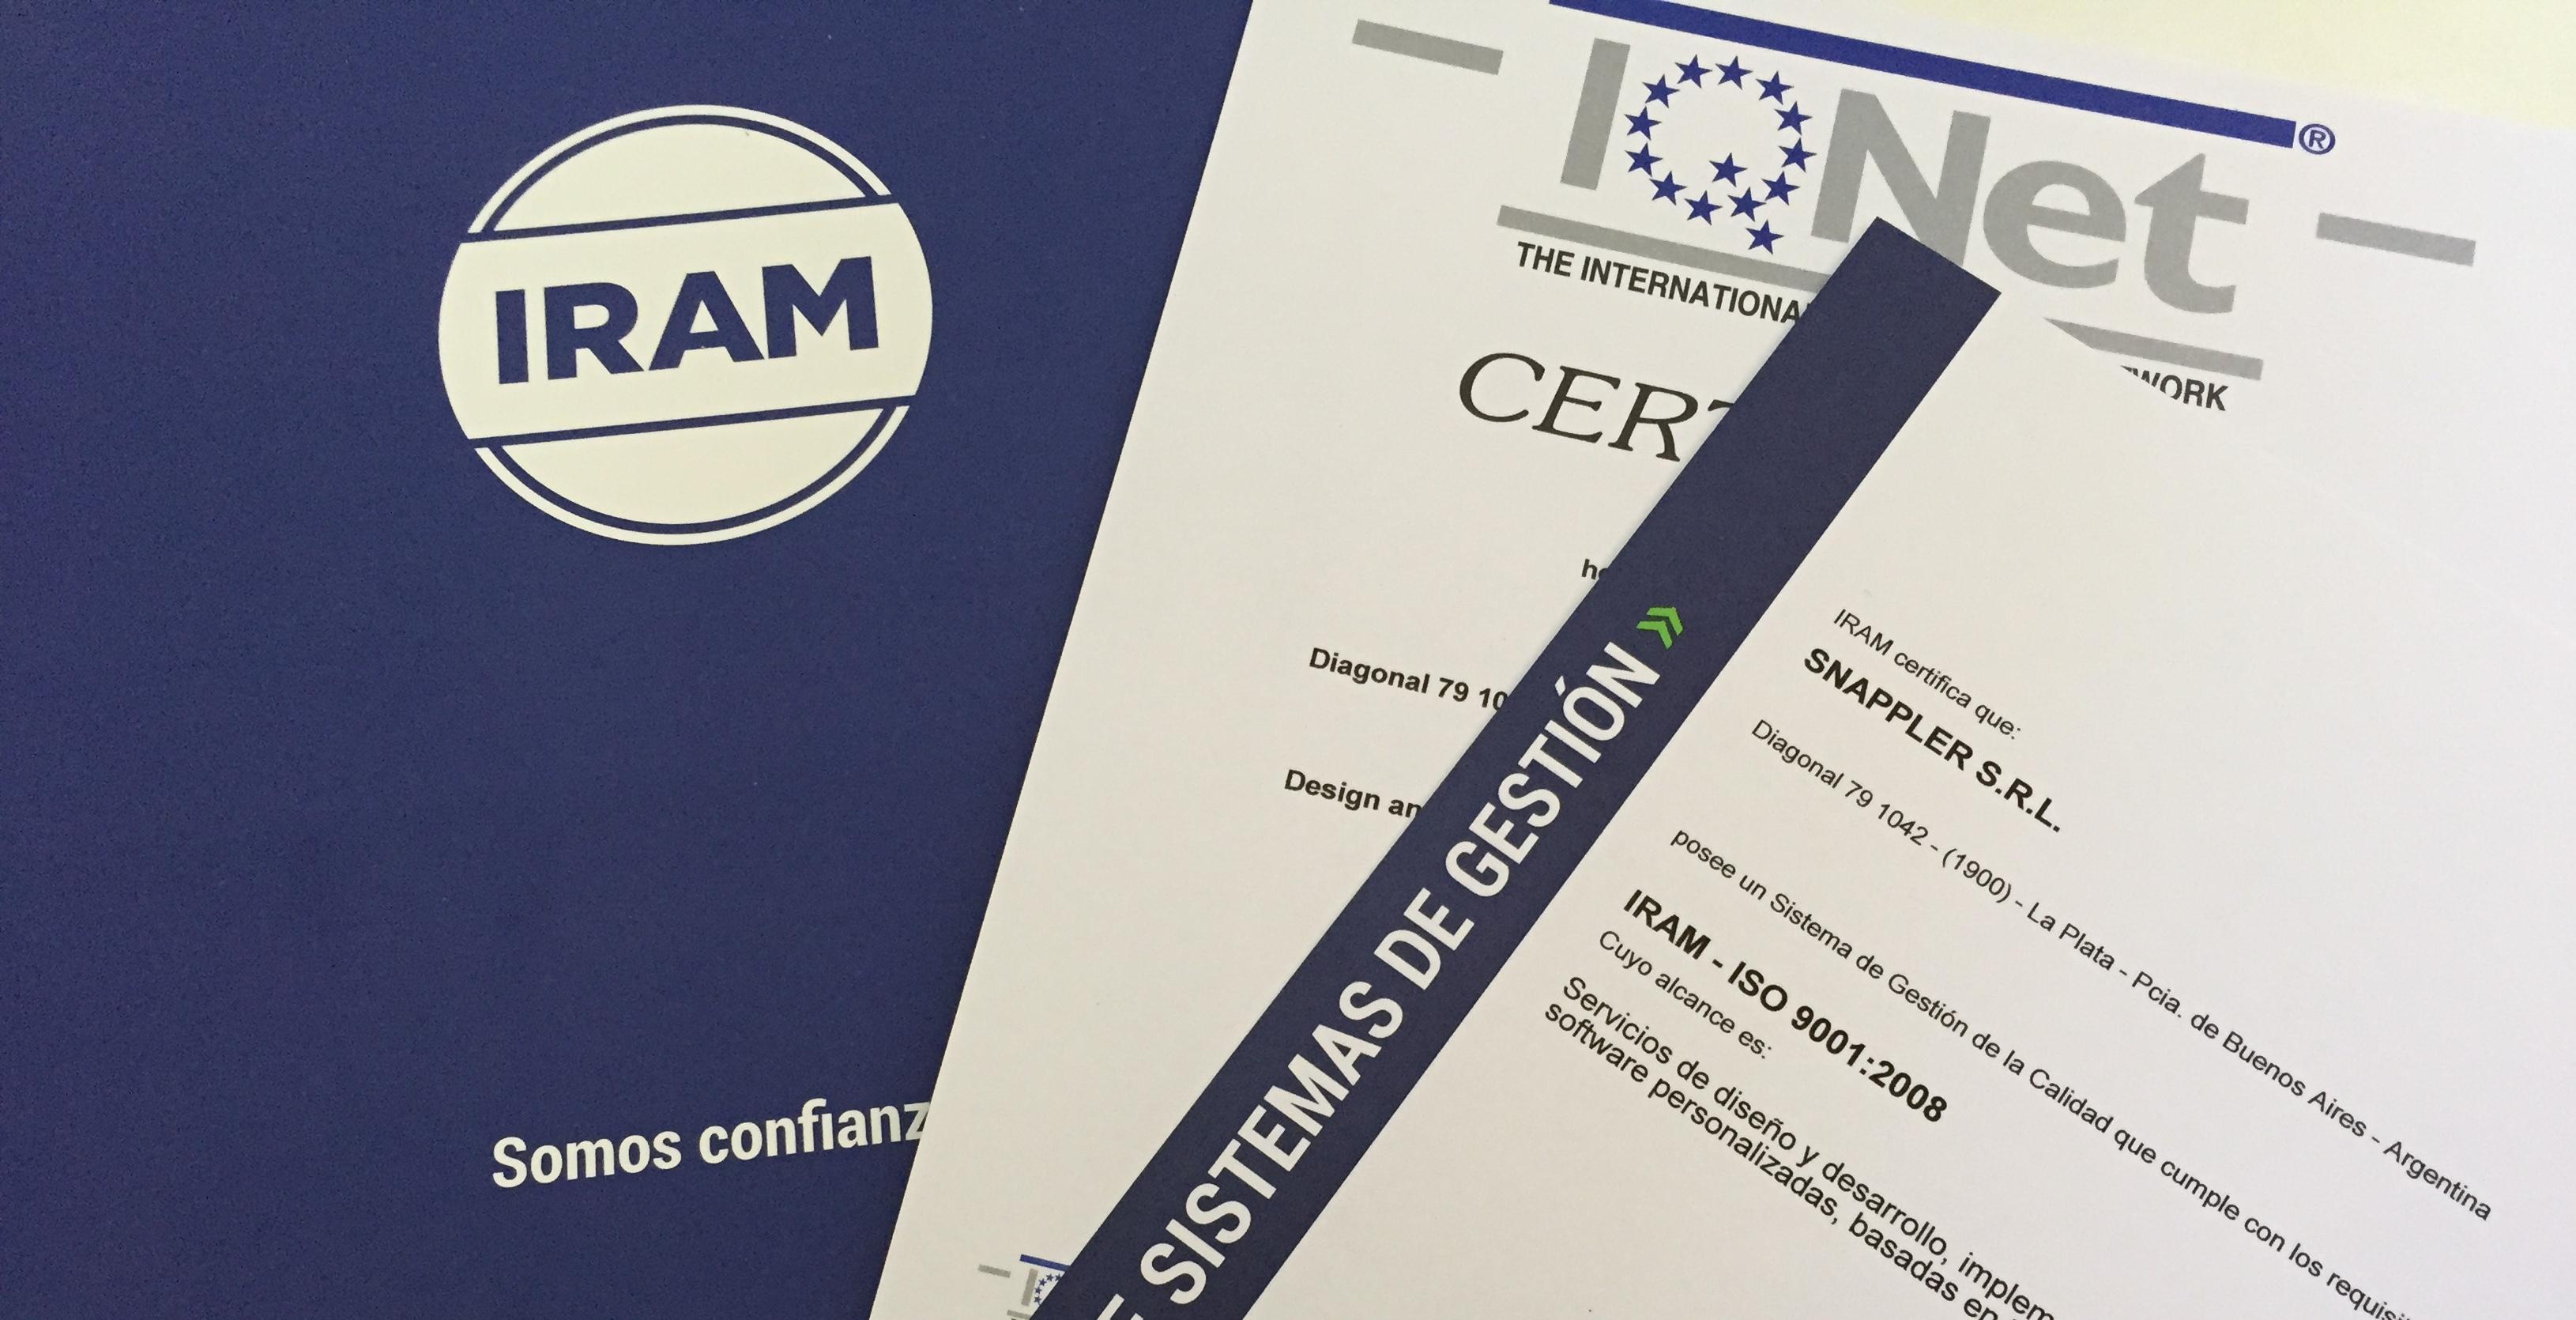 IRAM
Somos confianz
IQNet ®
THE INTERNATIONA
WORK
CERT
Diagonal 79 10
Design an
SISTEMAS DE GESTIÓN
IRAM certifica que:
SNAPPLER S.R.L.
Diagonal 79 1042 - (1900) - La Plata - Pcia. de Buenos Aires - Argentina
posee un Sistema de Gestión de la Calidad que cumple con los requisi
IRAM - ISO 9001:2008
Cuyo alcance es:
Servicios de diseño y desarrollo, implem
software personalizadas, basadas en